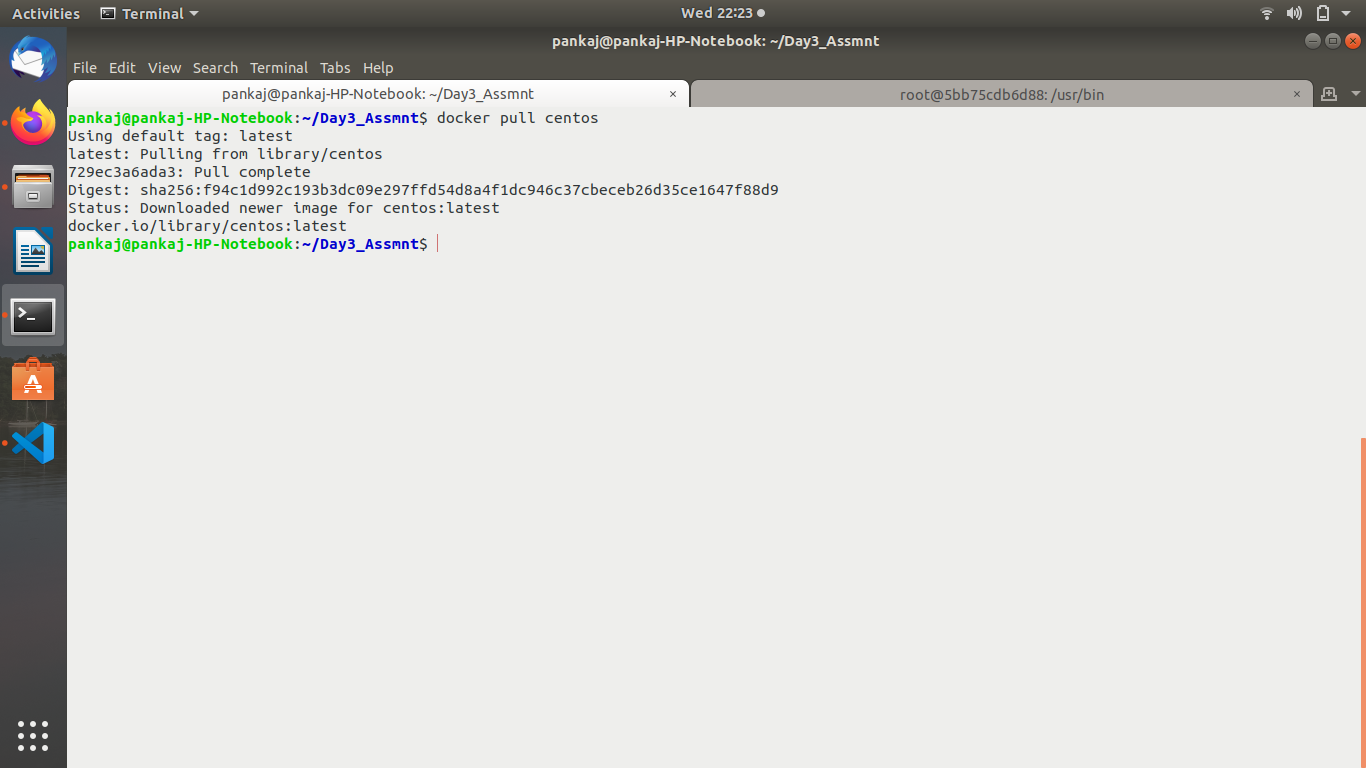 Activities Terminal Wed 22:23
pankaj@pankaj-HP-Notebook: ~/Day3_Assmnt
File Edit View Search Terminal Tabs Help
pankaj@pankaj-HP-Notebook: ~/Day3_Assmnt × root@5bb75cdb6d88: /usr/bin ×
pankaj@pankaj-HP-Notebook:~/Day3_Assmnt$ docker pull centos
Using default tag: latest
latest: Pulling from library/centos
729ec3a6ada3: Pull complete
Digest: sha256:f94c1d992c193b3dc09e297ffd54d8a4f1dc946c37cbeceb26d35ce1647f88d9
Status: Downloaded newer image for centos:latest
docker.io/library/centos:latest
pankaj@pankaj-HP-Notebook:~/Day3_Assmnt$